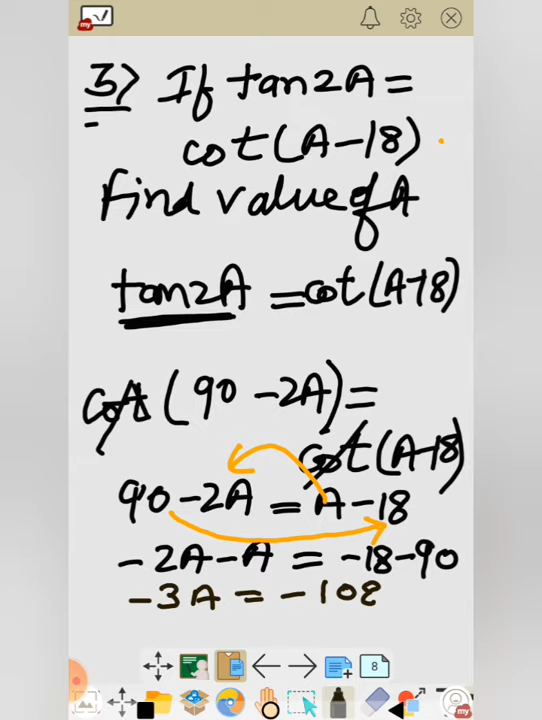 3) If tan2A =
cot(A-18)
Find value of A
tan2A = cot(A-18)
cot(90-2A) =
cot(A-18)
90-2A = A-18
-2A-A = -18-90
-3A = -108
8